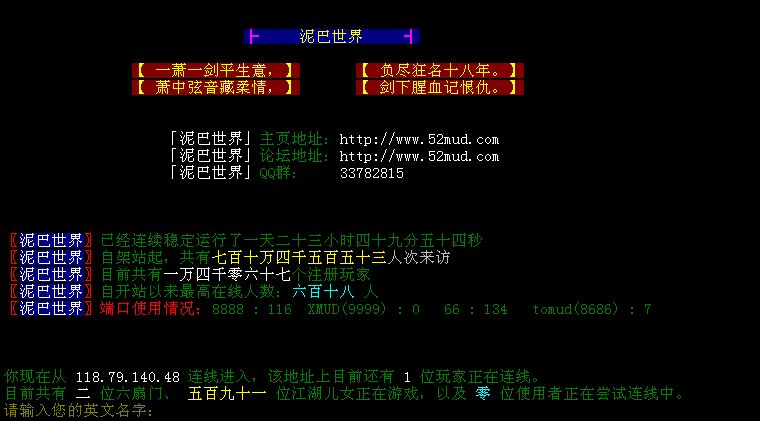 ├ 泥巴世界 ┤
【 一萧一剑平生意，】 【 负尽狂名十八年。】
【 萧中弦音藏柔情，】 【 剑下腥血记恨仇。】
「泥巴世界」主页地址：http://www.52mud.com
「泥巴世界」论坛地址：http://www.52mud.com
「泥巴世界」QQ群： 33782815
〖泥巴世界〗已经连续稳定运行了一天二十三小时四十九分五十四秒
〖泥巴世界〗自架站起，共有七百十万四千五百五十三人次来访
〖泥巴世界〗目前共有一万四千零六十七个注册玩家
〖泥巴世界〗自开站以来最高在线人数：六百十八 人
〖泥巴世界〗端口使用情况：8888 : 116 XMUD(9999) : 0 66 : 134 tomud(8686) : 7
你现在从 118.79.140.48 连线进入，该地址上目前还有 1 位玩家正在连线。
目前共有 二 位六扇门、 五百九十一 位江湖儿女正在游戏，以及 零 位使用者正在尝试连线中。
请输入您的英文名字：